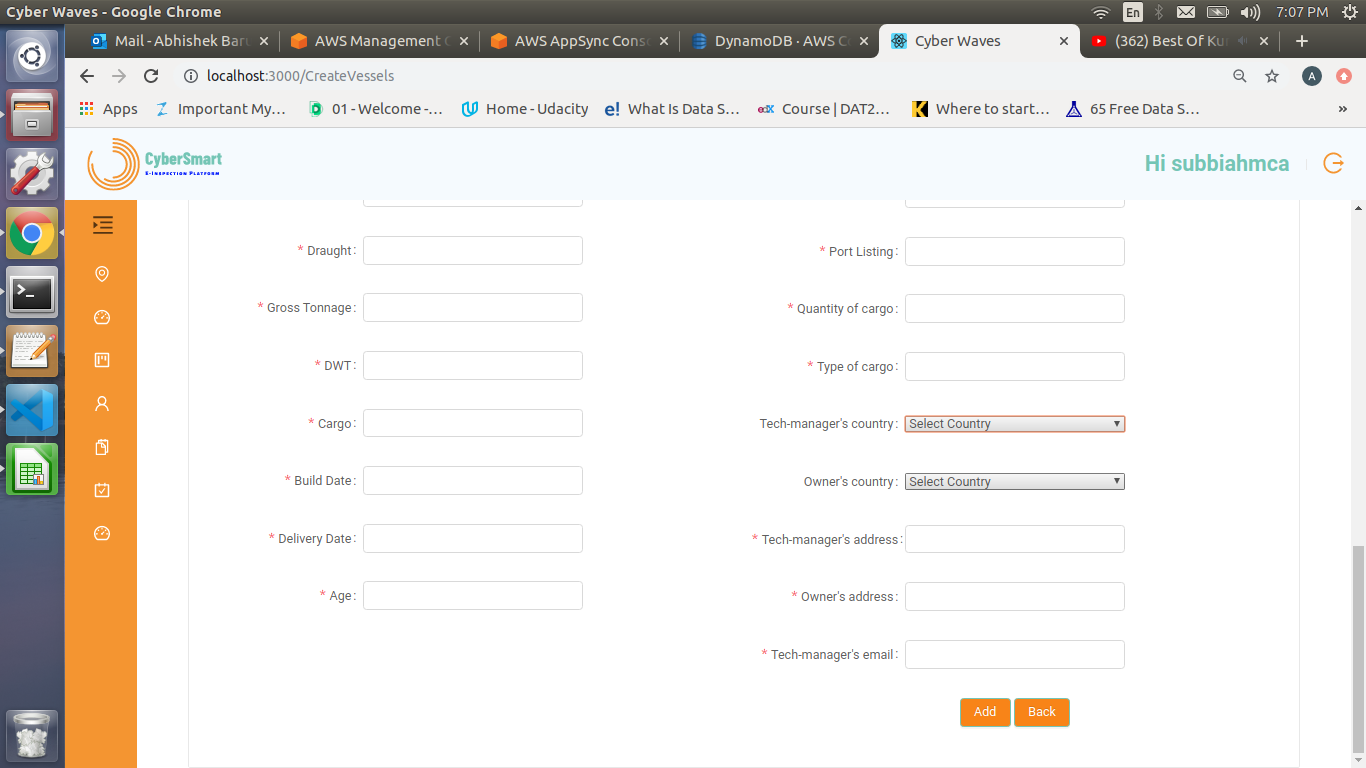 Cyber Waves - Google Chrome
En
7:07 PM
Mail - Abhishek Bar
AWS Management
AWS AppSync Cons
DynamoDB · AWS C
Cyber Waves
(362) Best Of Ku
localhost:3000/CreateVessels
A
Apps
Important My...
01 - Welcome -...
Home - Udacity
What Is Data S...
Course | DAT2...
Where to start...
65 Free Data S...
»
CyberSmart
E-Inspection Platform
Hi subbiahmca
* Draught :
* Port Listing :
* Gross Tonnage :
* Quantity of cargo :
* DWT :
* Type of cargo :
* Cargo :
Tech-manager's country :
Select Country
* Build Date :
Owner's country :
Select Country
* Delivery Date :
* Tech-manager's address :
* Age :
* Owner's address :
* Tech-manager's email :
Add
Back